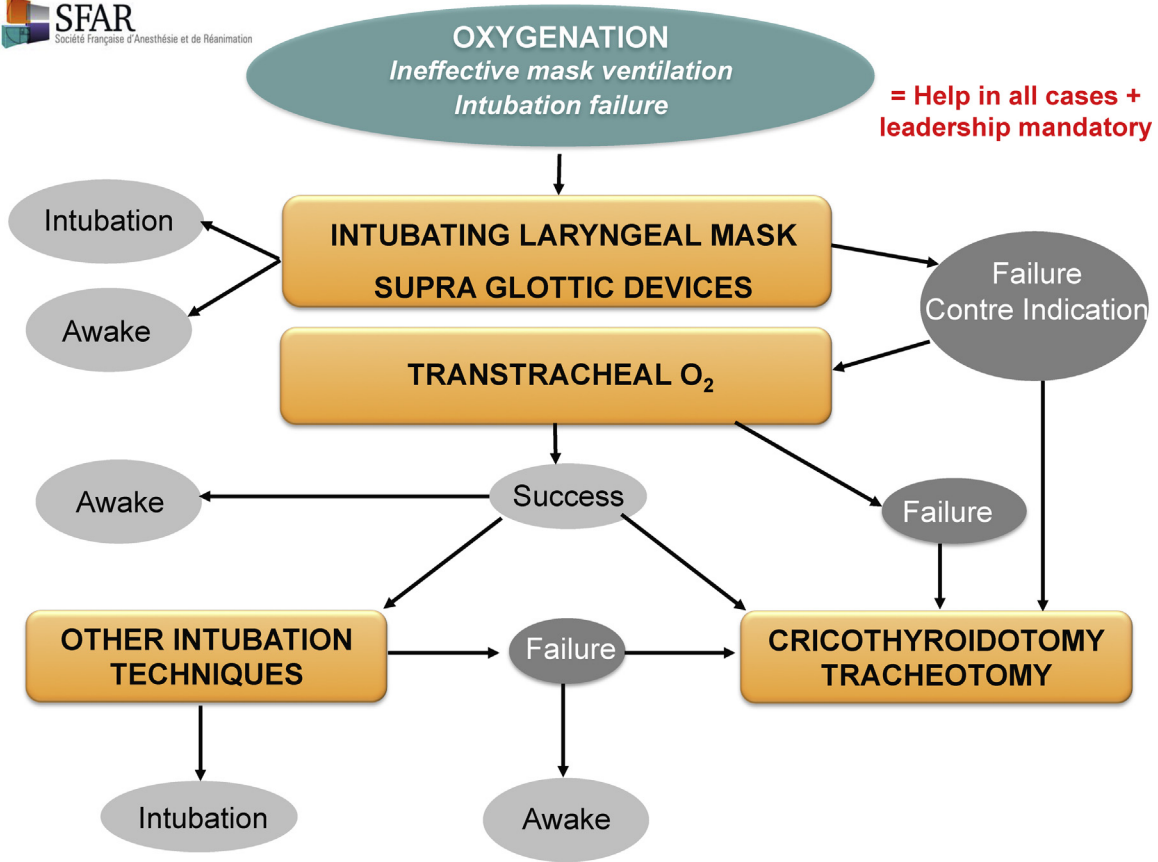 SFAR
Société Française d'Anesthésie et de Réanimation
OXYGENATION
Ineffective mask ventilation
Intubation failure
= Help in all cases +
leadership mandatory
Intubation
Awake
INTUBATING LARYNGEAL MASK
SUPRA GLOTTIC DEVICES
Failure
Contre Indication
TRANSTRACHEAL O₂
Awake
Success
Failure
OTHER INTUBATION
TECHNIQUES
Failure
CRICOTHYROIDOTOMY
TRACHEOTOMY
Intubation
Awake